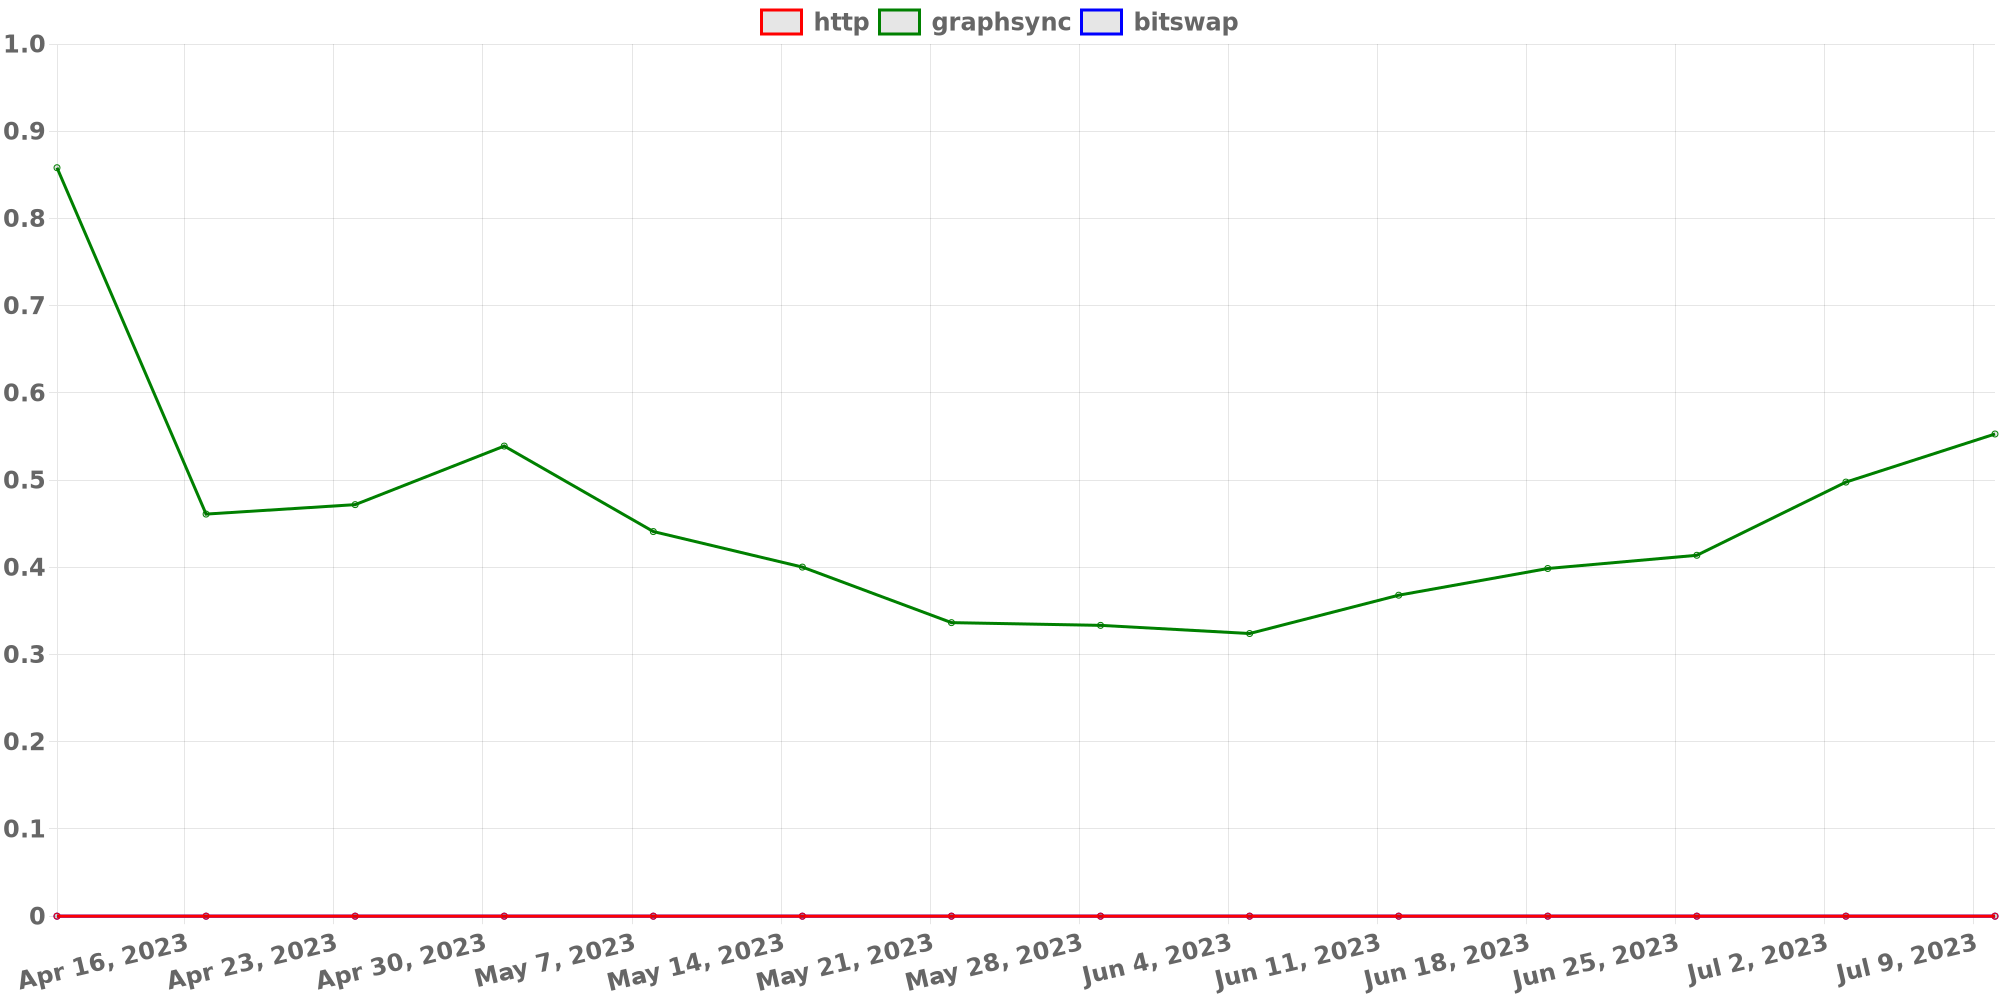 http graphsync bitswap
1.0
0.9
0.8
0.7
0.6
0.5
0.4
0.3
0.2
0.1
0
Apr 16, 2023
Apr 23, 2023
Apr 30, 2023
May 7, 2023
May 14, 2023
May 21, 2023
May 28, 2023
Jun 4, 2023
Jun 11, 2023
Jun 18, 2023
Jun 25, 2023
Jul 2, 2023
Jul 9, 2023